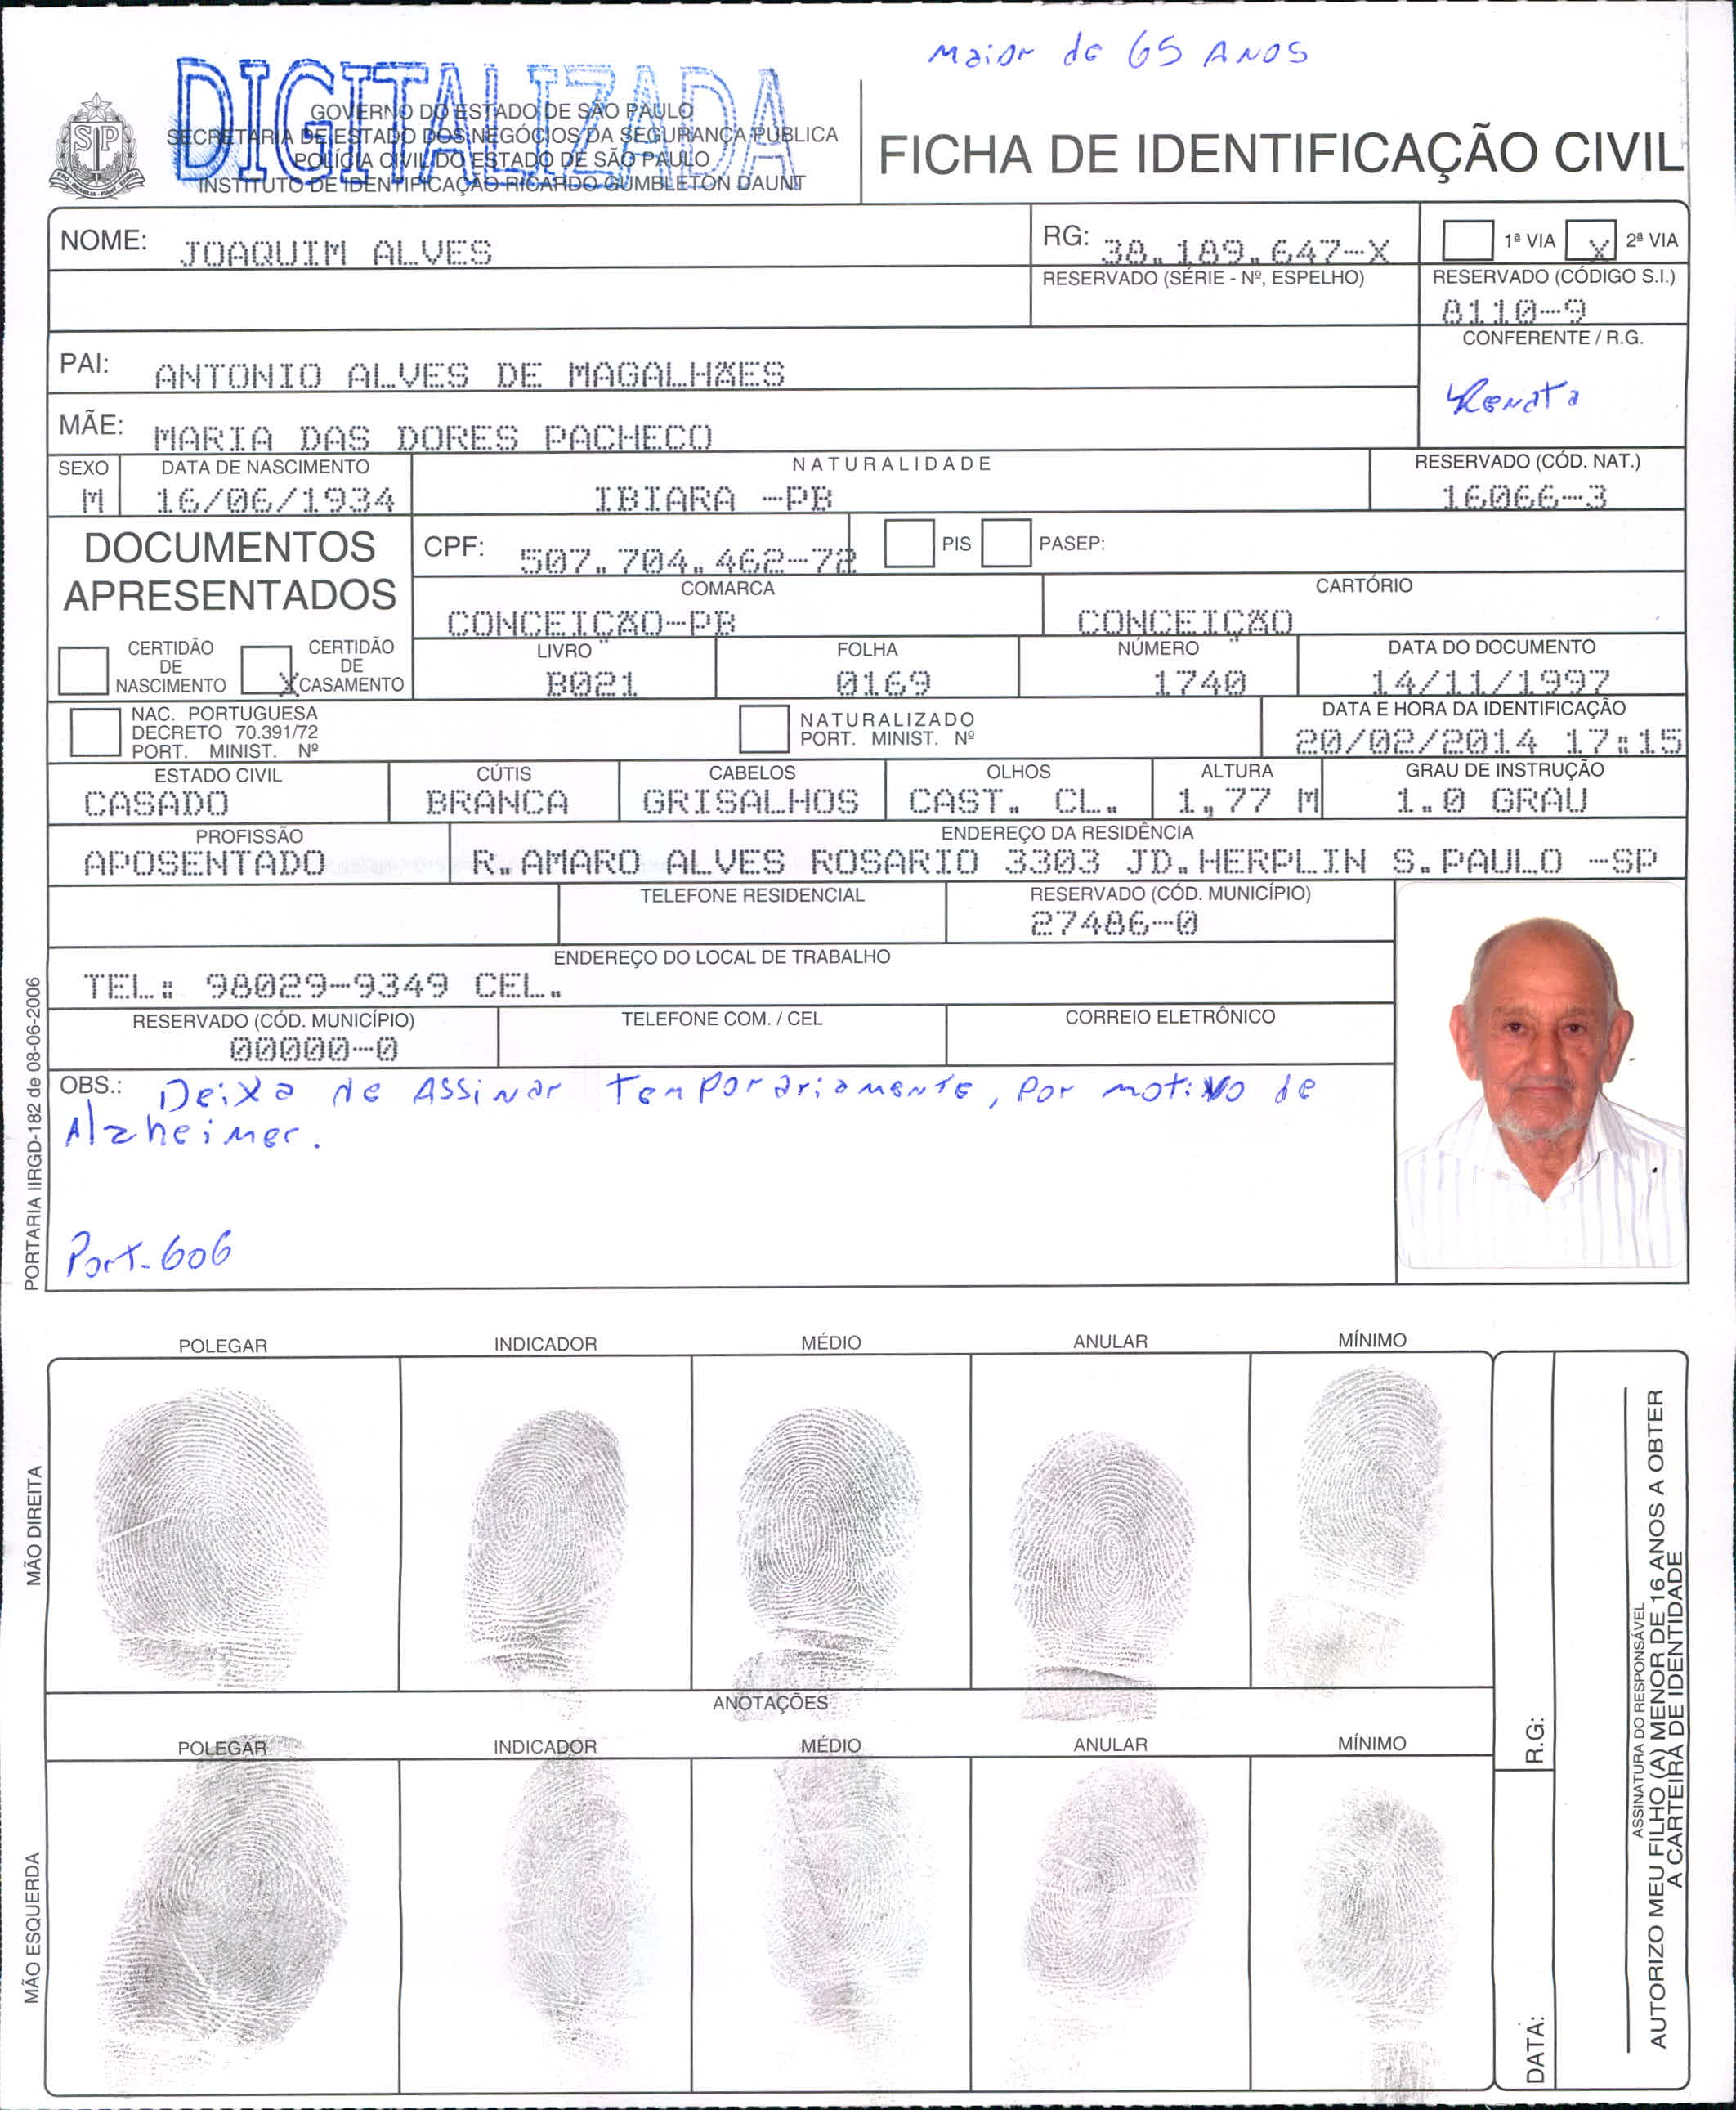 Maior de 65 Anos
DIGITALIZADA
GOVERNO DO ESTADO DE SÃO PAULO
SECRETARIA DE ESTADO DOS NEGÓCIOS DA SEGURANÇA PÚBLICA
POLÍCIA CIVIL DO ESTADO DE SÃO PAULO
INSTITUTO DE IDENTIFICAÇÃO RICARDO GUMBLETON DAUNT
SP
FICHA DE IDENTIFICAÇÃO CIVIL
NOME: JOAQUIM ALVES
RG: 38.189.647-X
1ª VIA X 2ª VIA
RESERVADO (SÉRIE - Nº, ESPELHO)
RESERVADO (CÓDIGO S.I.)
8110-9
PAI: ANTONIO ALVES DE MAGALHÃES
CONFERENTE / R.G.
Renata
MÃE: MARIA DAS DORES PACHECO
SEXO DATA DE NASCIMENTO NATURALIDADE RESERVADO (CÓD. NAT.)
M 16/06/1934 IBIARA -PB 16066-3
DOCUMENTOS
APRESENTADOS
CPF: 507.704.462-72 PIS PASEP:
COMARCA CARTÓRIO
CONCEIÇÃO-PB CONCEIÇÃO
CERTIDÃO DE NASCIMENTO X CERTIDÃO DE CASAMENTO
LIVRO FOLHA NÚMERO DATA DO DOCUMENTO
B021 0169 1740 14/11/1997
NAC. PORTUGUESA
DECRETO 70.391/72
PORT. MINIST. Nº
NATURALIZADO
PORT. MINIST. Nº
DATA E HORA DA IDENTIFICAÇÃO
20/02/2014 17:15
ESTADO CIVIL CÚTIS CABELOS OLHOS ALTURA GRAU DE INSTRUÇÃO
CASADO BRANCA GRISALHOS CAST. CL. 1,77 M 1.0 GRAU
PROFISSÃO ENDEREÇO DA RESIDÊNCIA
APOSENTADO R.AMARO ALVES ROSARIO 3303 JD.HERPLIN S.PAULO -SP
TELEFONE RESIDENCIAL RESERVADO (CÓD. MUNICÍPIO)
27486-0
ENDEREÇO DO LOCAL DE TRABALHO
TEL: 98029-9349 CEL.
RESERVADO (CÓD. MUNICÍPIO) TELEFONE COM. / CEL CORREIO ELETRÔNICO
00000-0
OBS.: Deixa de Assinar Temporariamente, por motivo de
Alzheimer.
Port-606
PORTARIA IIRGD-182 de 08-06-2006
POLEGAR INDICADOR MÉDIO ANULAR MÍNIMO
MÃO DIREITA
ANOTAÇÕES
POLEGAR INDICADOR MÉDIO ANULAR MÍNIMO
MÃO ESQUERDA
R.G:
DATA:
ASSINATURA DO RESPONSÁVEL
AUTORIZO MEU FILHO (A) MENOR DE 16 ANOS A OBTER
A CARTEIRA DE IDENTIDADE